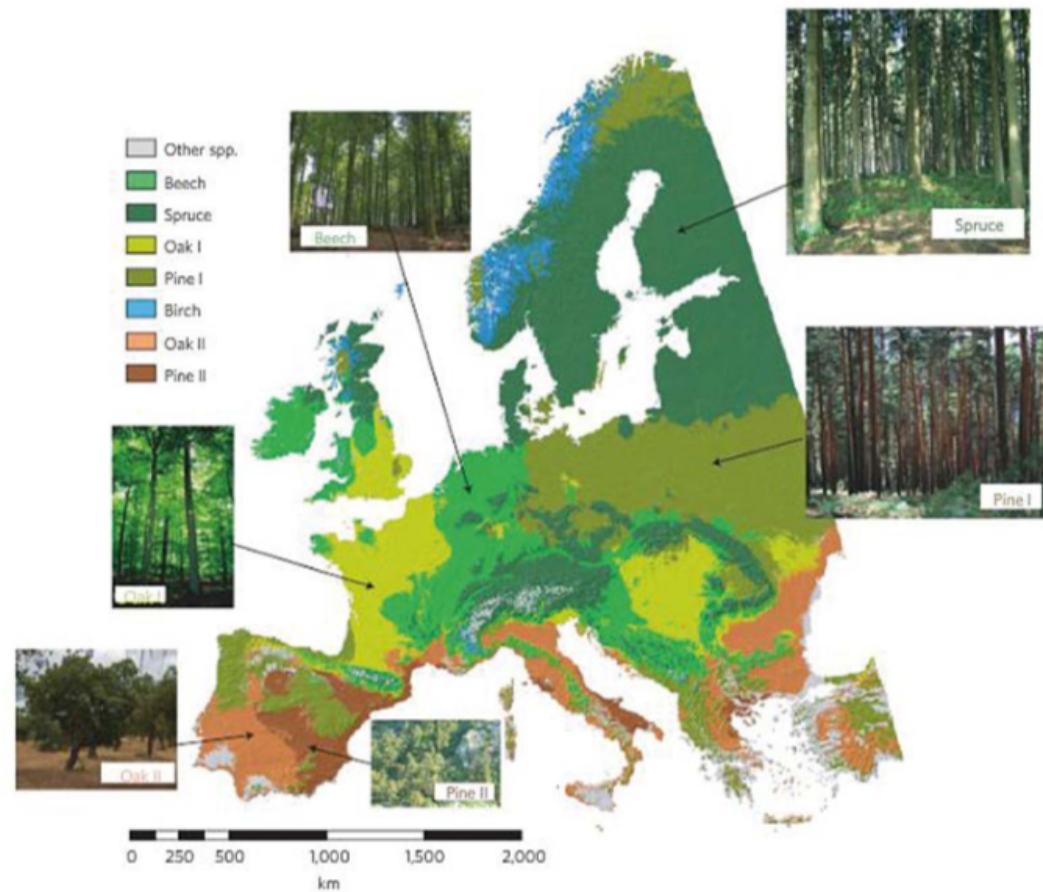 Other spp.
Beech
Spruce
Oak I
Pine I
Birch
Oak II
Pine II
Beech
Spruce
Pine I
Oak I
Oak II
Pine II
0 250 500 1,000 1,500 2,000
km